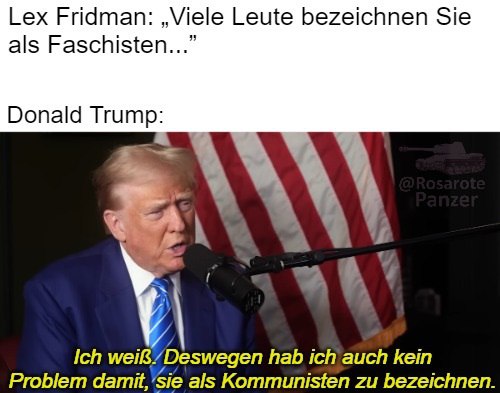 Lex Fridman: „Viele Leute bezeichnen Sie
als Faschisten...”
Donald Trump:
@Rosarote
Panzer
Ich weiß. Deswegen hab ich auch kein
Problem damit, sie als Kommunisten zu bezeichnen.